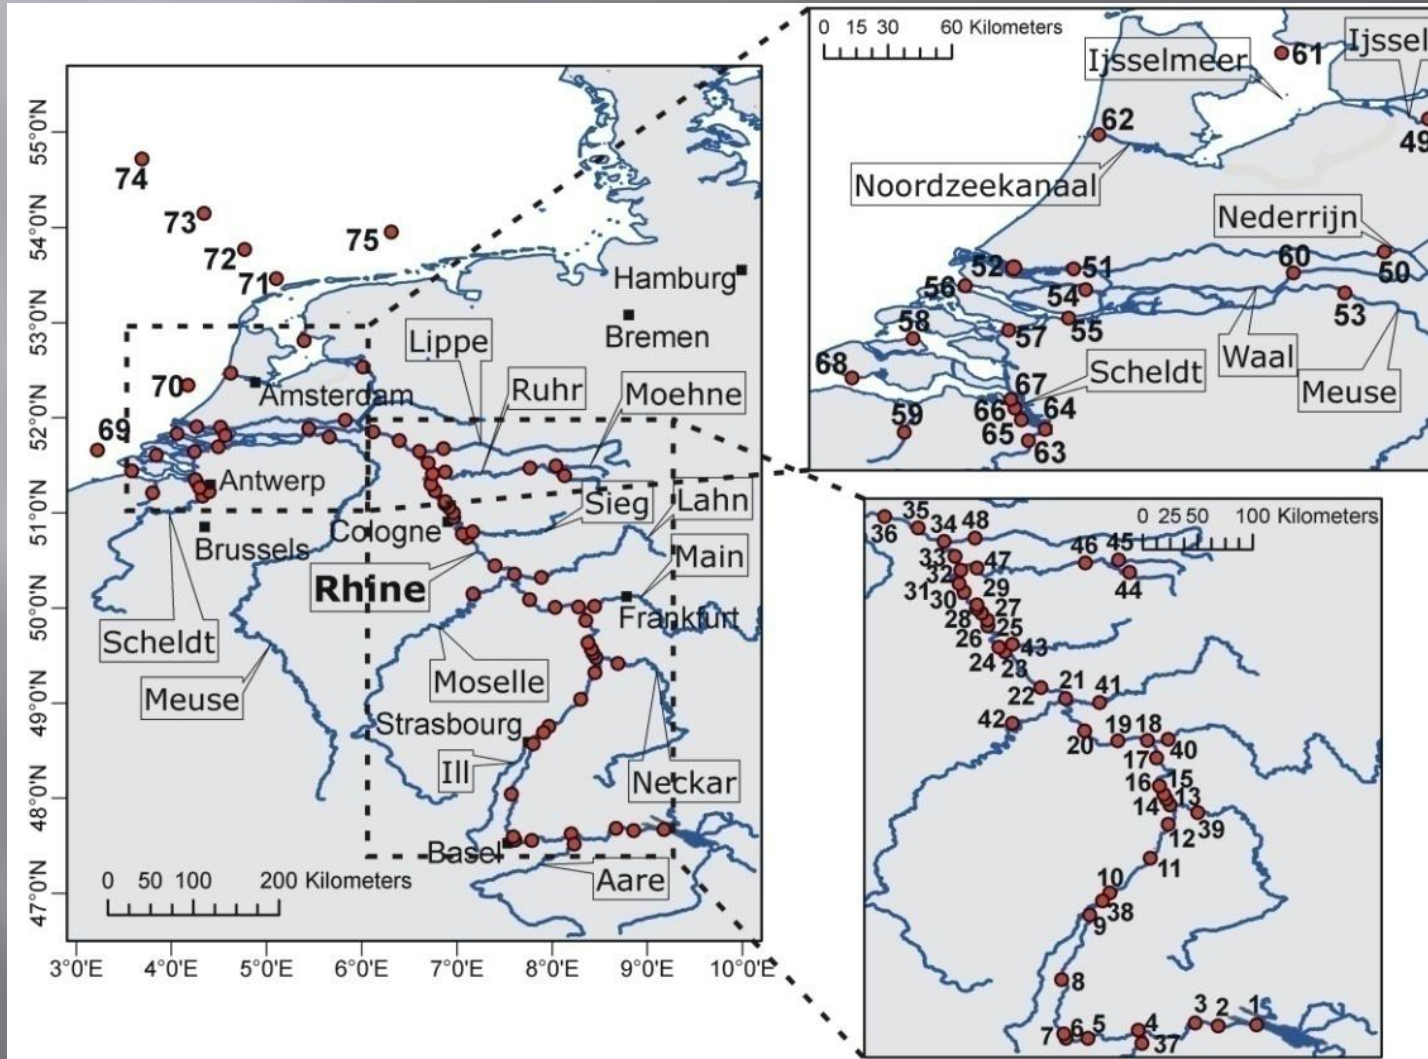 55°0'N
54°0'N
53°0'N
52°0'N
51°0'N
50°0'N
49°0'N
48°0'N
47°0'N
3°0'E
4°0'E
5°0'E
6°0'E
7°0'E
8°0'E
9°0'E
10°0'E
74
73
72
71
75
70
69
Hamburg
Bremen
Lippe
Ruhr
Moehne
Amsterdam
Antwerp
Brussels
Cologne
Sieg
Lahn
Main
Rhine
Frankfurt
Scheldt
Meuse
Moselle
Strasbourg
Ill
Neckar
Basel
Aare
0 50 100 200 Kilometers
0 15 30 60 Kilometers
Ijsselmeer
61
Ijssel
62
49
Noordzeekanaal
Nederrijn
52
51
60
50
56
54
53
58
57
55
Waal
68
Scheldt
Meuse
67
59
66
64
65
63
0 25 50 100 Kilometers
35
36
34
48
33
47
46
45
32
44
31
29
30
27
28
25
26
43
24
23
22
21
41
42
19
18
20
40
17
16
15
14
13
39
12
11
10
38
9
8
7
6
5
4
37
3
2
1